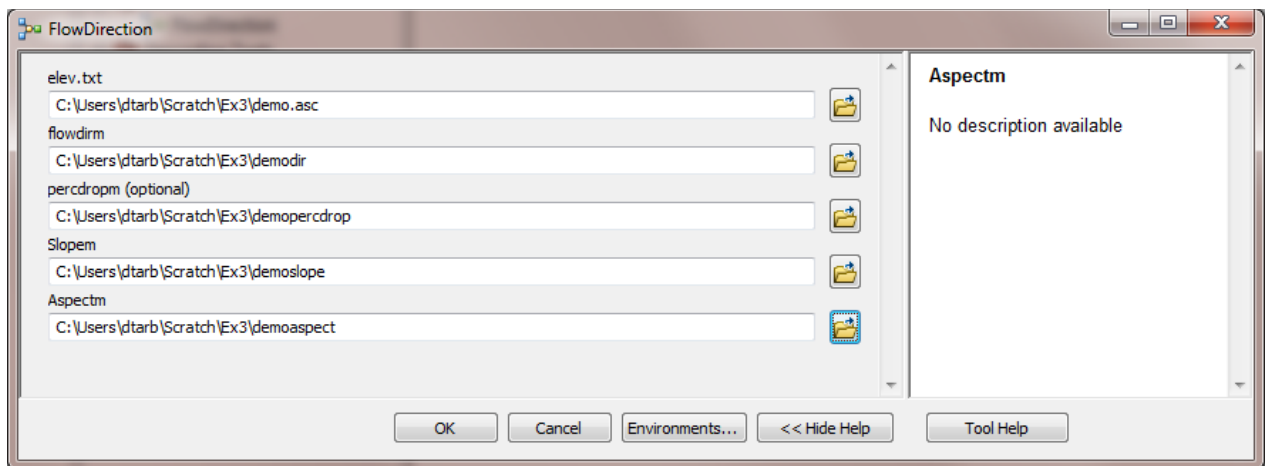 FlowDirection
elev.txt
C:\Users\dtarb\Scratch\Ex3\demo.asc
flowdirm
C:\Users\dtarb\Scratch\Ex3\demodir
percdropm (optional)
C:\Users\dtarb\Scratch\Ex3\demopercdrop
Slopem
C:\Users\dtarb\Scratch\Ex3\demoslope
Aspectm
C:\Users\dtarb\Scratch\Ex3\demoaspect
Aspectm
No description available
OK Cancel Environments... << Hide Help Tool Help